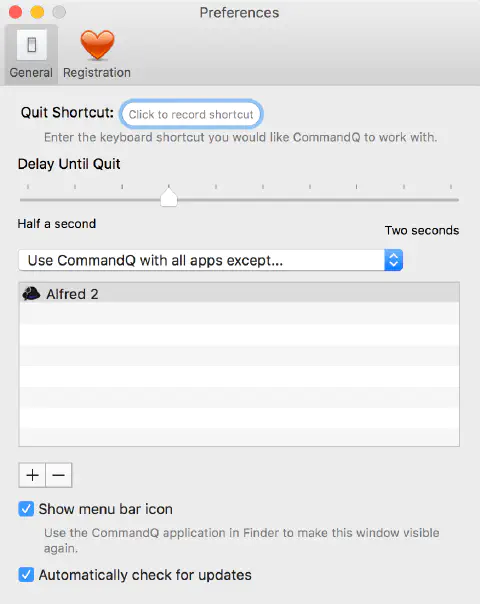 Preferences
General
Registration
Quit Shortcut: Click to record shortcut
Enter the keyboard shortcut you would like CommandQ to work with.
Delay Until Quit
Half a second
Two seconds
Use CommandQ with all apps except...
Alfred 2
Show menu bar icon
Use the CommandQ application in Finder to make this window visible
again.
Automatically check for updates